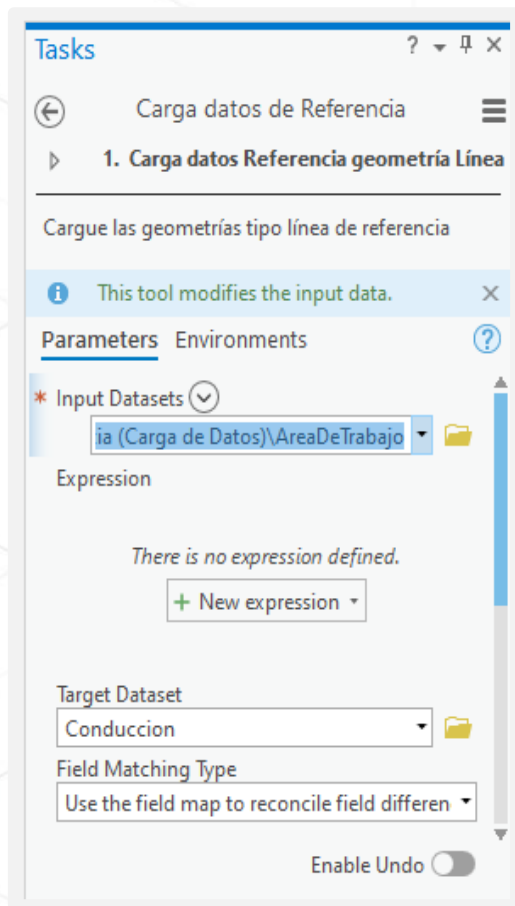 Tasks
Carga datos de Referencia
1. Carga datos Referencia geometría Línea
Cargue las geometrías tipo línea de referencia
This tool modifies the input data.
Parameters Environments
* Input Datasets
ia (Carga de Datos)\AreaDeTrabajo
Expression
There is no expression defined.
+ New expression
Target Dataset
Conduccion
Field Matching Type
Use the field map to reconcile field differen
Enable Undo